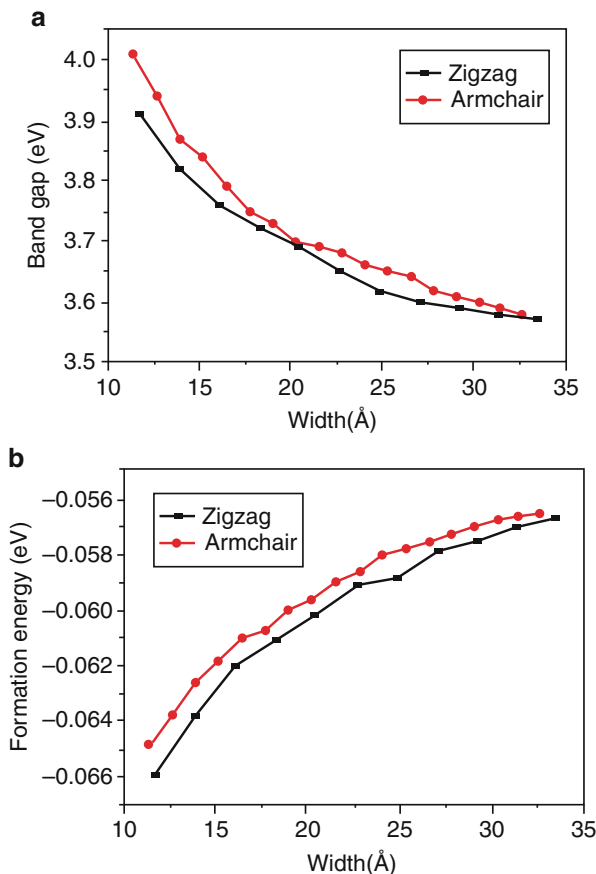 a
4.0
3.9
3.8
3.7
3.6
3.5
Band gap (eV)
Zigzag
Armchair
10 15 20 25 30 35
Width(Å)
b
−0.056
−0.058
−0.060
−0.062
−0.064
−0.066
Formation energy (eV)
Zigzag
Armchair
10 15 20 25 30 35
Width(Å)